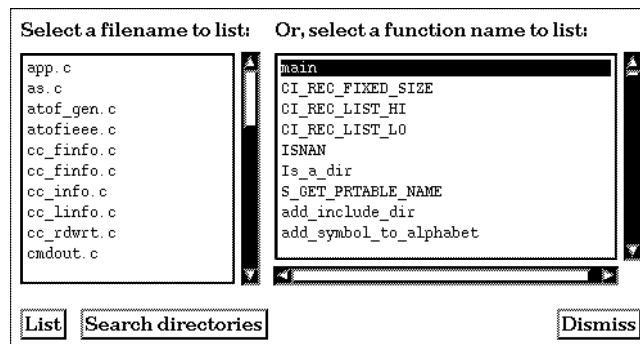 Select a filename to list:
Or, select a function name to list:
app.c
as.c
atof_gen.c
atofieee.c
cc_finfo.c
cc_finfo.c
cc_info.c
cc_linfo.c
cc_rdwrt.c
cmdout.c
main
CI_REC_FIXED_SIZE
CI_REC_LIST_HI
CI_REC_LIST_LO
ISNAN
Is_a_dir
S_GET_PRTABLE_NAME
add_include_dir
add_symbol_to_alphabet
List
Search directories
Dismiss